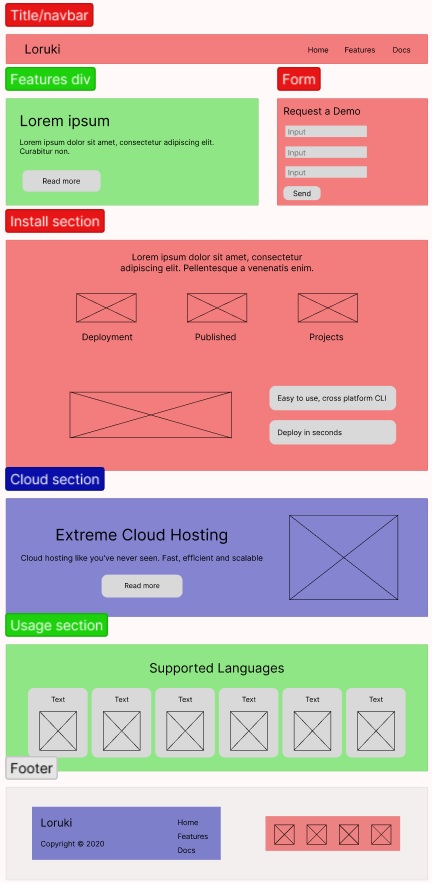 Title/navbar
Loruki
Home Features Docs
Features div
Form
Lorem ipsum
Lorem ipsum dolor sit amet, consectetur adipiscing elit.
Curabitur non.
Read more
Request a Demo
Input
Input
Input
Send
Install section
Lorem ipsum dolor sit amet, consectetur
adipiscing elit. Pellentesque a venenatis enim.
Deployment
Published
Projects
Easy to use, cross platform CLI
Deploy in seconds
Cloud section
Extreme Cloud Hosting
Cloud hosting like you've never seen. Fast, efficient and scalable
Read more
Usage section
Supported Languages
Text Text Text Text Text Text
Footer
Loruki
Copyright © 2020
Home
Features
Docs